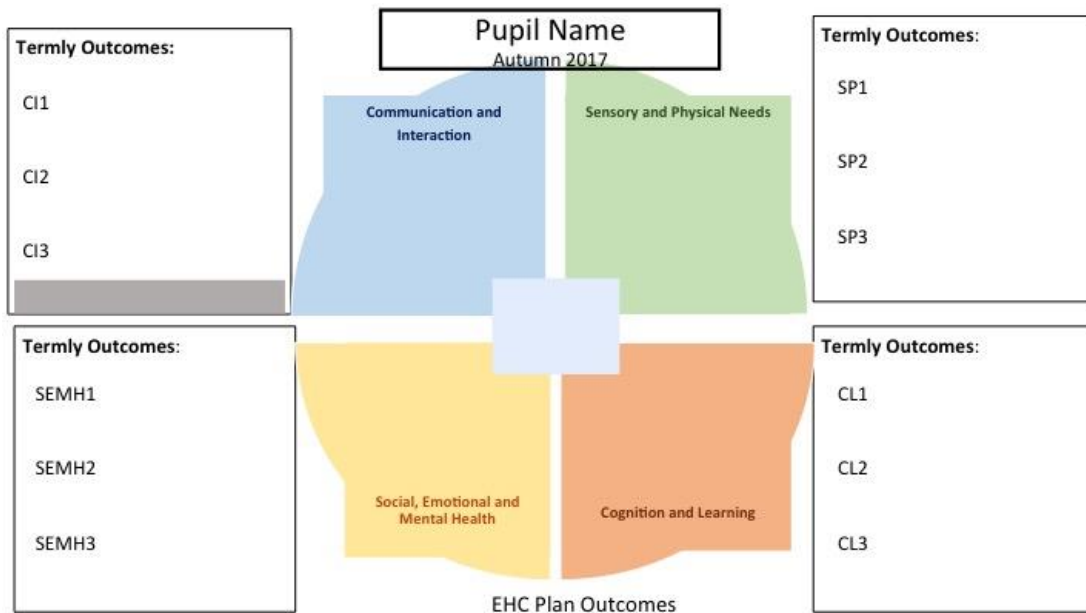 Pupil Name
Autumn 2017
Termly Outcomes:
CI1
CI2
CI3
Communication and
Interaction
Sensory and Physical Needs
Termly Outcomes:
SP1
SP2
SP3
Termly Outcomes:
SEMH1
SEMH2
SEMH3
Social, Emotional and
Mental Health
Cognition and Learning
Termly Outcomes:
CL1
CL2
CL3
EHC Plan Outcomes